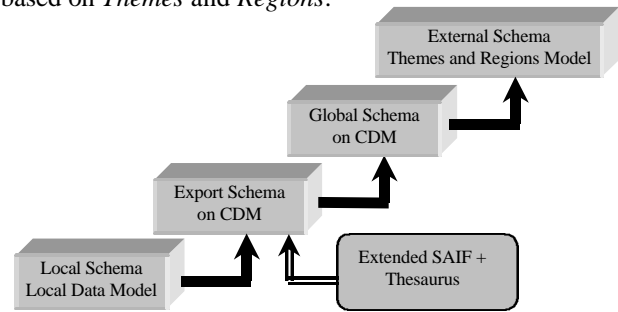 based on Themes and Regions.
External Schema
Themes and Regions Model
Global Schema
on CDM
Export Schema
on CDM
Extended SAIF +
Thesaurus
Local Schema
Local Data Model